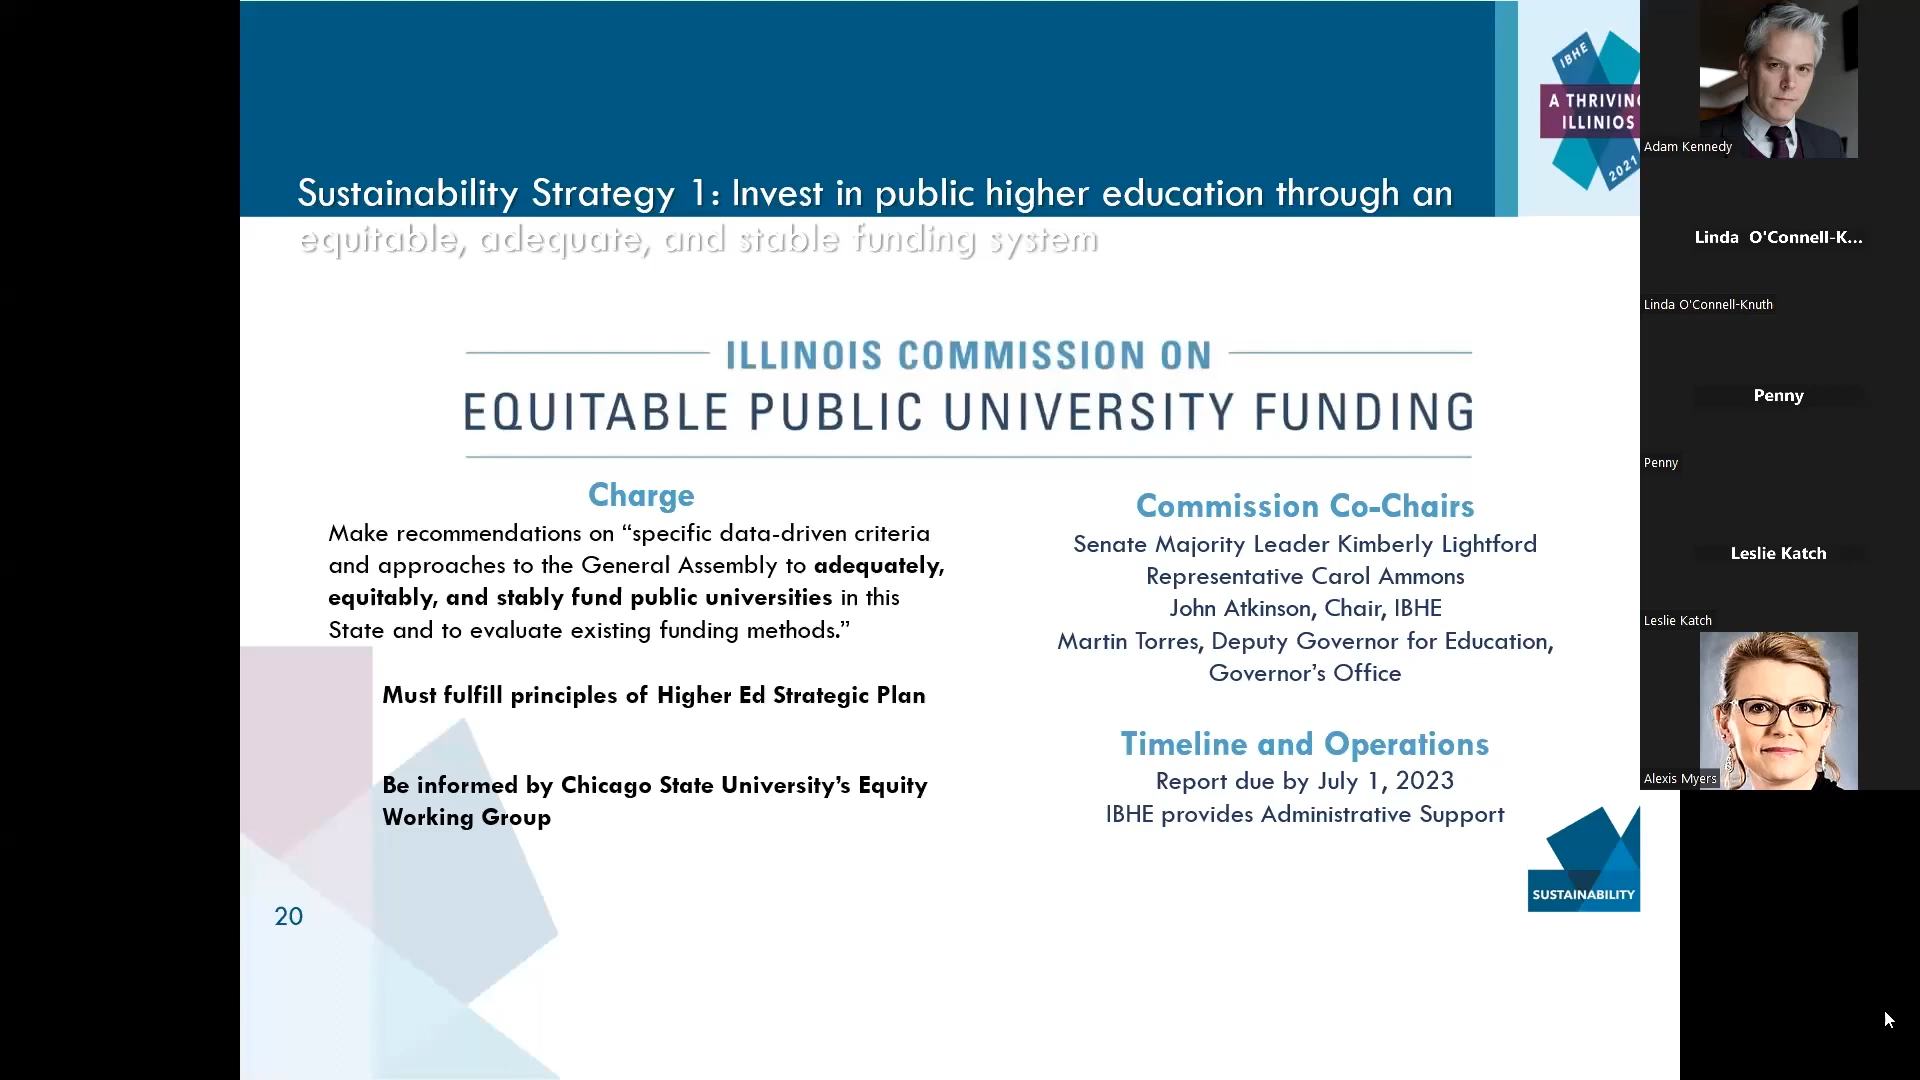 Sustainability Strategy 1: Invest in public higher education through an
equitable, adequate, and stable funding system
IBHE
A THRIVING
ILLINIOS
2021
ILLINOIS COMMISSION ON
EQUITABLE PUBLIC UNIVERSITY FUNDING
Charge
Make recommendations on “specific data-driven criteria
and approaches to the General Assembly to adequately,
equitably, and stably fund public universities in this
State and to evaluate existing funding methods.”
Must fulfill principles of Higher Ed Strategic Plan
Be informed by Chicago State University’s Equity
Working Group
Commission Co-Chairs
Senate Majority Leader Kimberly Lightford
Representative Carol Ammons
John Atkinson, Chair, IBHE
Martin Torres, Deputy Governor for Education,
Governor’s Office
Timeline and Operations
Report due by July 1, 2023
IBHE provides Administrative Support
SUSTAINABILITY
20
Adam Kennedy
Linda O'Connell-K...
Linda O'Connell-Knuth
Penny
Penny
Leslie Katch
Leslie Katch
Alexis Myers